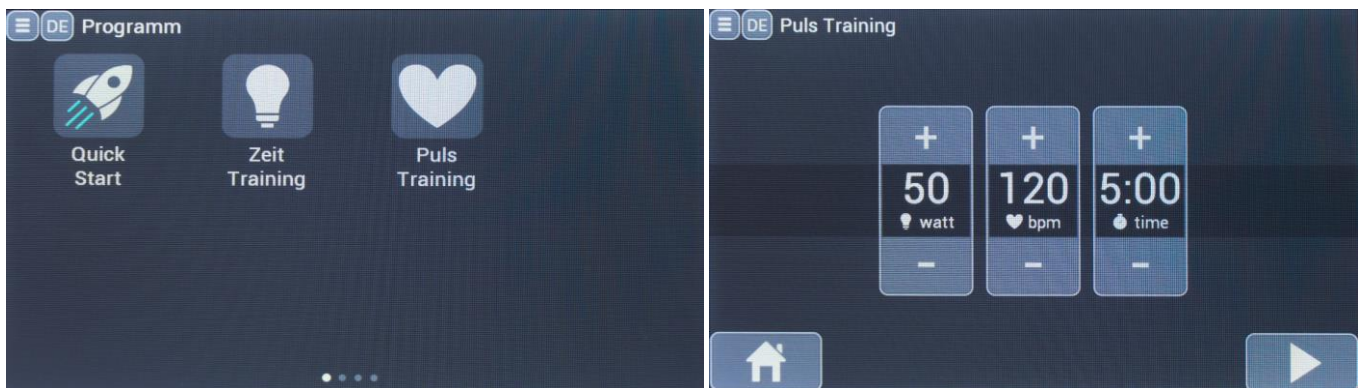 DE Programm
Quick
Start
Zeit
Training
Puls
Training
DE Puls Training
+
+
+
50
120
5:00
watt
bpm
time
-
-
-